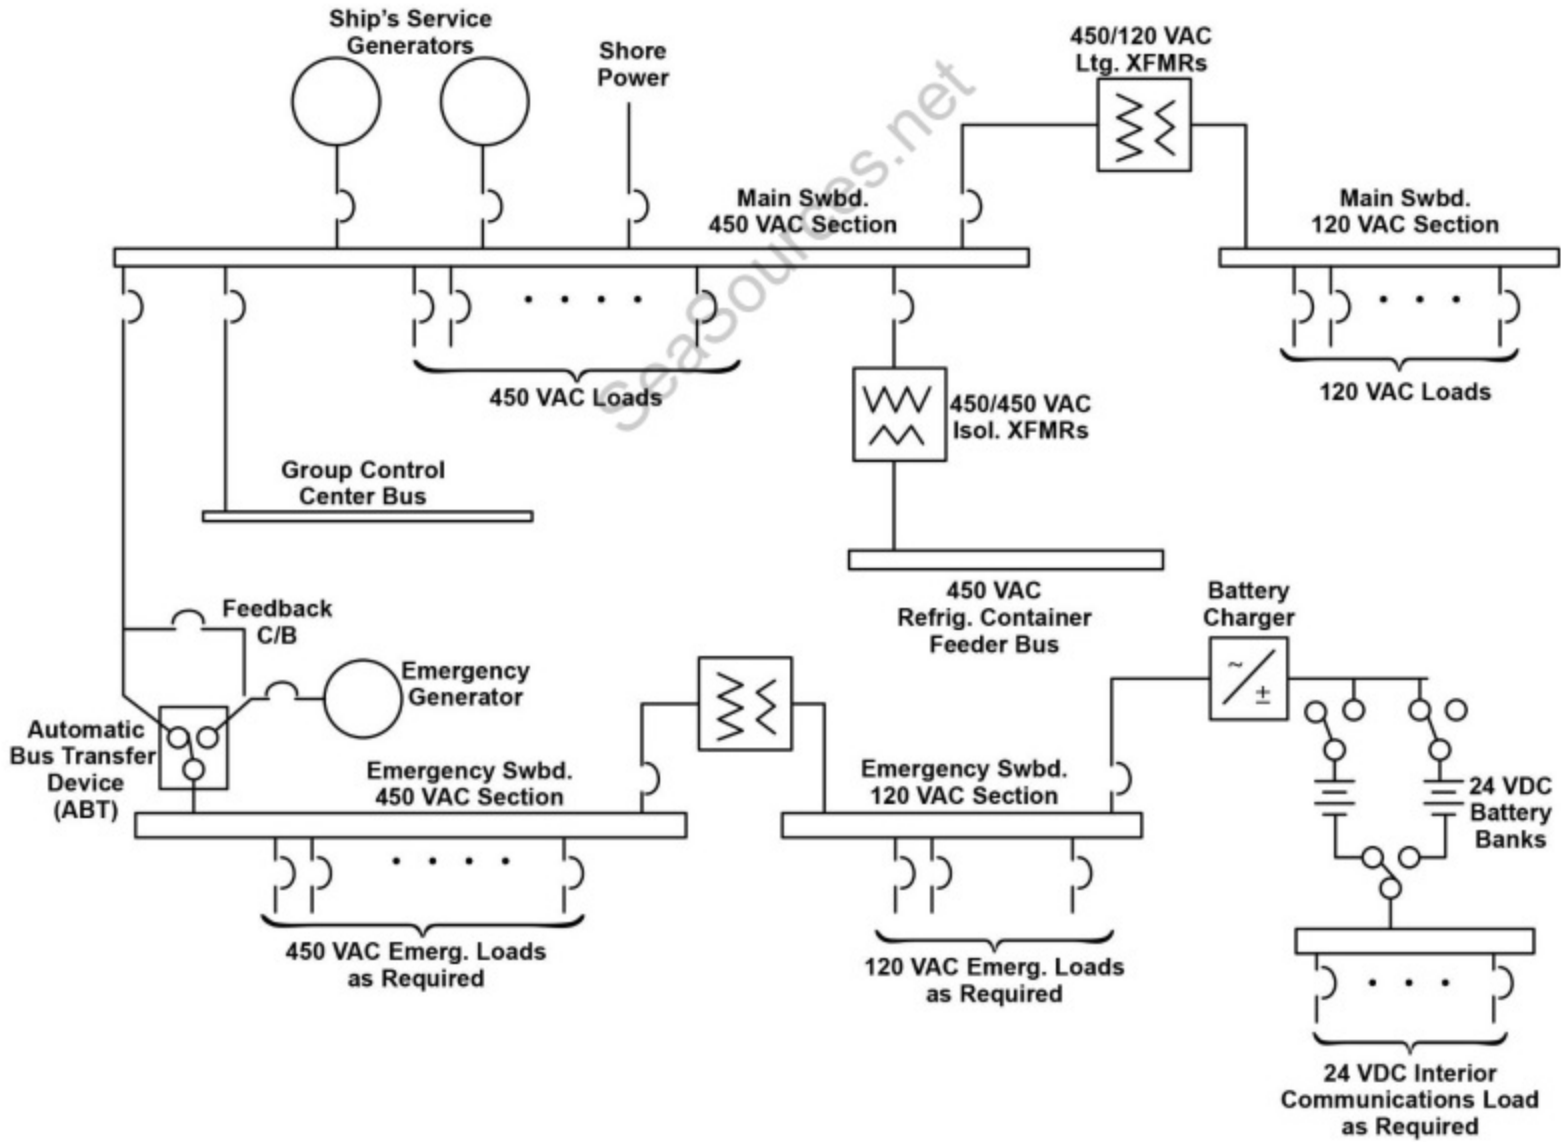 Ship's Service
Generators
Shore
Power
450/120 VAC
Ltg. XFMRs
Main Swbd.
450 VAC Section
Main Swbd.
120 VAC Section
SeaSources.net
450 VAC Loads
450/450 VAC
Isol. XFMRs
120 VAC Loads
Group Control
Center Bus
450 VAC
Refrig. Container
Feeder Bus
Battery
Charger
~
±
Feedback
C/B
Emergency
Generator
Automatic
Bus Transfer
Device
(ABT)
Emergency Swbd.
450 VAC Section
Emergency Swbd.
120 VAC Section
24 VDC
Battery
Banks
450 VAC Emerg. Loads
as Required
120 VAC Emerg. Loads
as Required
24 VDC Interior
Communications Load
as Required